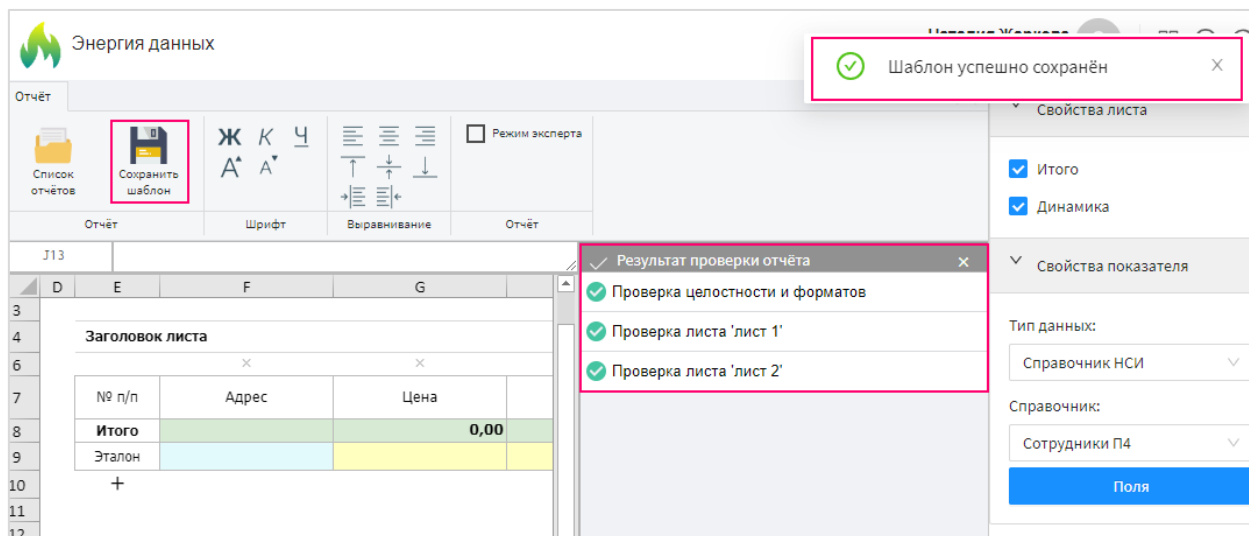 Энергия данных
Шаблон успешно сохранён
Отчёт
Свойства листа
Ж К Ч
Режим эксперта
A A
Список отчётов
Сохранить шаблон
Итого
Динамика
Отчёт
Шрифт
Выравнивание
Отчёт
J13
Результат проверки отчёта
Свойства показателя
D E F G
Проверка целостности и форматов
3
4 Заголовок листа
Проверка листа 'лист 1'
Тип данных:
6
Проверка листа 'лист 2'
Справочник НСИ
7 № п/п Адрес Цена
Справочник:
8 Итого 0,00
Сотрудники П4
9 Эталон
10 +
Поля
11
12